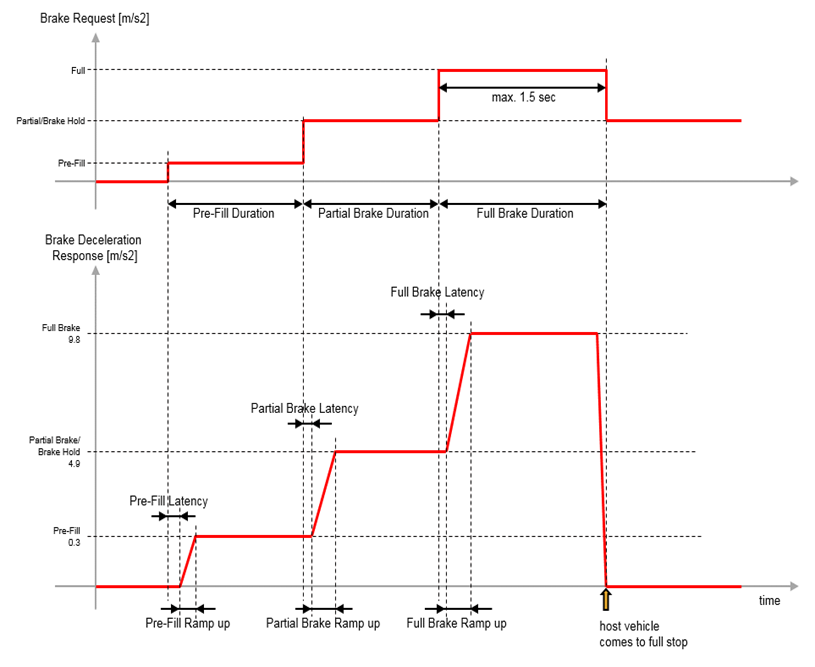 Brake Request [m/s2]
Full
max. 1.5 sec
Partial/Brake Hold
Pre-Fill
Pre-Fill Duration
Partial Brake Duration
Full Brake Duration
Brake Deceleration
Response [m/s2]
Full Brake Latency
Full Brake
9.8
Partial Brake Latency
Partial Brake/
Brake Hold
4.9
Pre-Fill Latency
Pre-Fill
0.3
time
Pre-Fill Ramp up
Partial Brake Ramp up
Full Brake Ramp up
host vehicle
comes to full stop